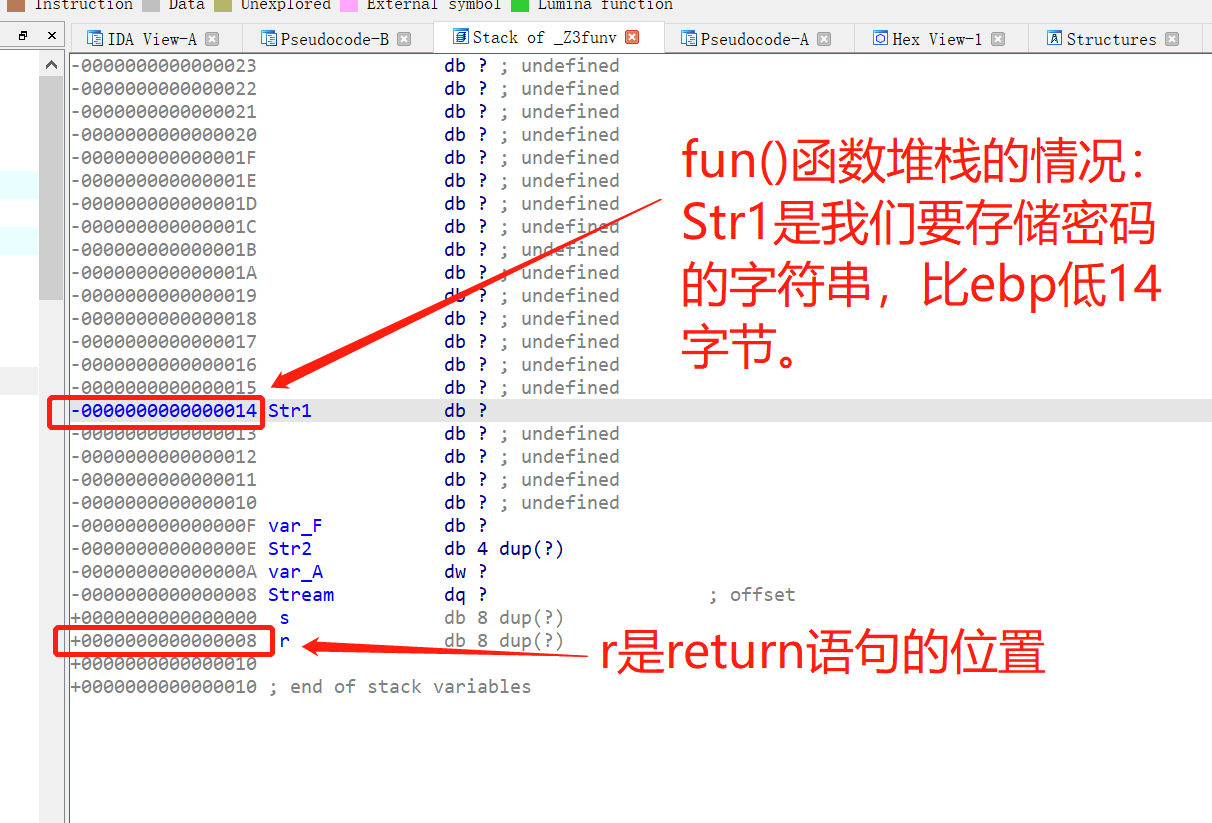 Instruction Data Unexplored External symbol Lumina function
IDA View-A Pseudocode-B Stack of _Z3funv Pseudocode-A Hex View-1 Structures
-0000000000000023 db ? ; undefined
-0000000000000022 db ? ; undefined
-0000000000000021 db ? ; undefined
-0000000000000020 db ? ; undefined
-000000000000001F db ? ; undefined
-000000000000001E db ? ; undefined
-000000000000001D db ? ; undefined
-000000000000001C db ? ; undefined
-000000000000001B db ? ; undefined
-000000000000001A db ? ; undefined
-0000000000000019 db ? ; undefined
-0000000000000018 db ? ; undefined
-0000000000000017 db ? ; undefined
-0000000000000016 db ? ; undefined
-0000000000000015 db ? ; undefined
-0000000000000014 Str1 db ?
-0000000000000013 db ? ; undefined
-0000000000000012 db ? ; undefined
-0000000000000011 db ? ; undefined
-0000000000000010 db ? ; undefined
-000000000000000F var_F db ?
-000000000000000E Str2 db 4 dup(?)
-000000000000000A var_A dw ?
-0000000000000008 Stream dq ? ; offset
+0000000000000000 s db 8 dup(?)
+0000000000000008 r db 8 dup(?)
+0000000000000010
+0000000000000010 ; end of stack variables
fun()函数堆栈的情况：
Str1是我们要存储密码
的字符串，比ebp低14
字节。
r是return语句的位置